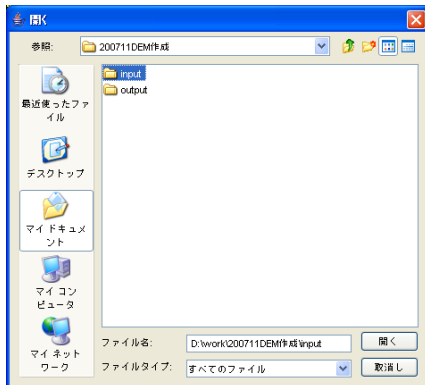 開く
参照: 200711DEM作成
input
output
最近使ったファ
イル
デスクトップ
マイ ドキュメ
ント
マイ コン
ピュータ
マイ ネット
ワーク
ファイル名: D:\work\200711DEM作成\input 開く
ファイルタイプ: すべてのファイル 取消し